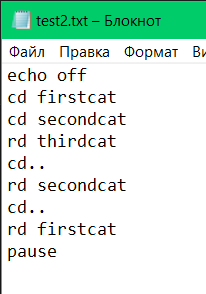 test2.txt – Блокнот
Файл Правка Формат
echo off
cd firstcat
cd secondcat
rd thirdcat
cd..
rd secondcat
cd..
rd firstcat
pause